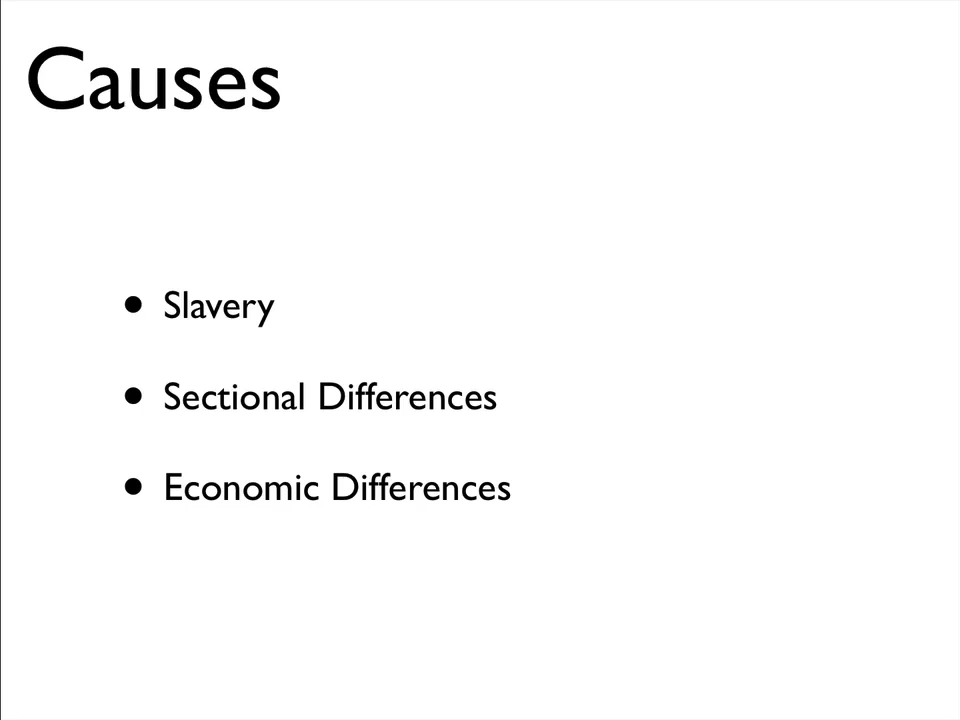 Causes
• Slavery
• Sectional Differences
• Economic Differences